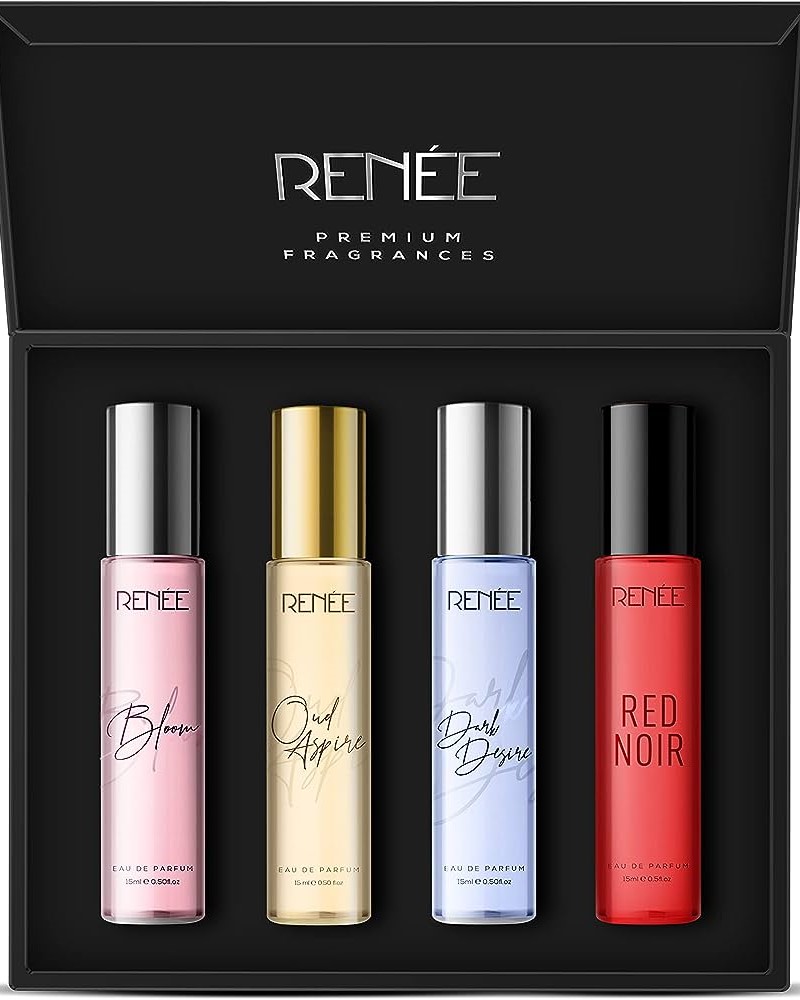 RENÉE
PREMIUM
FRAGRANCES
RENÉE
Bloom
EAU DE PARFUM
15ml e 0.50fl.oz
RENÉE
Oud
Aspire
EAU DE PARFUM
15ml e 0.50fl.oz
RENÉE
Dark
Desire
EAU DE PARFUM
15ml e 0.50fl.oz
RENÉE
RED
NOIR
EAU DE PARFUM
15ml e 0.5fl.oz